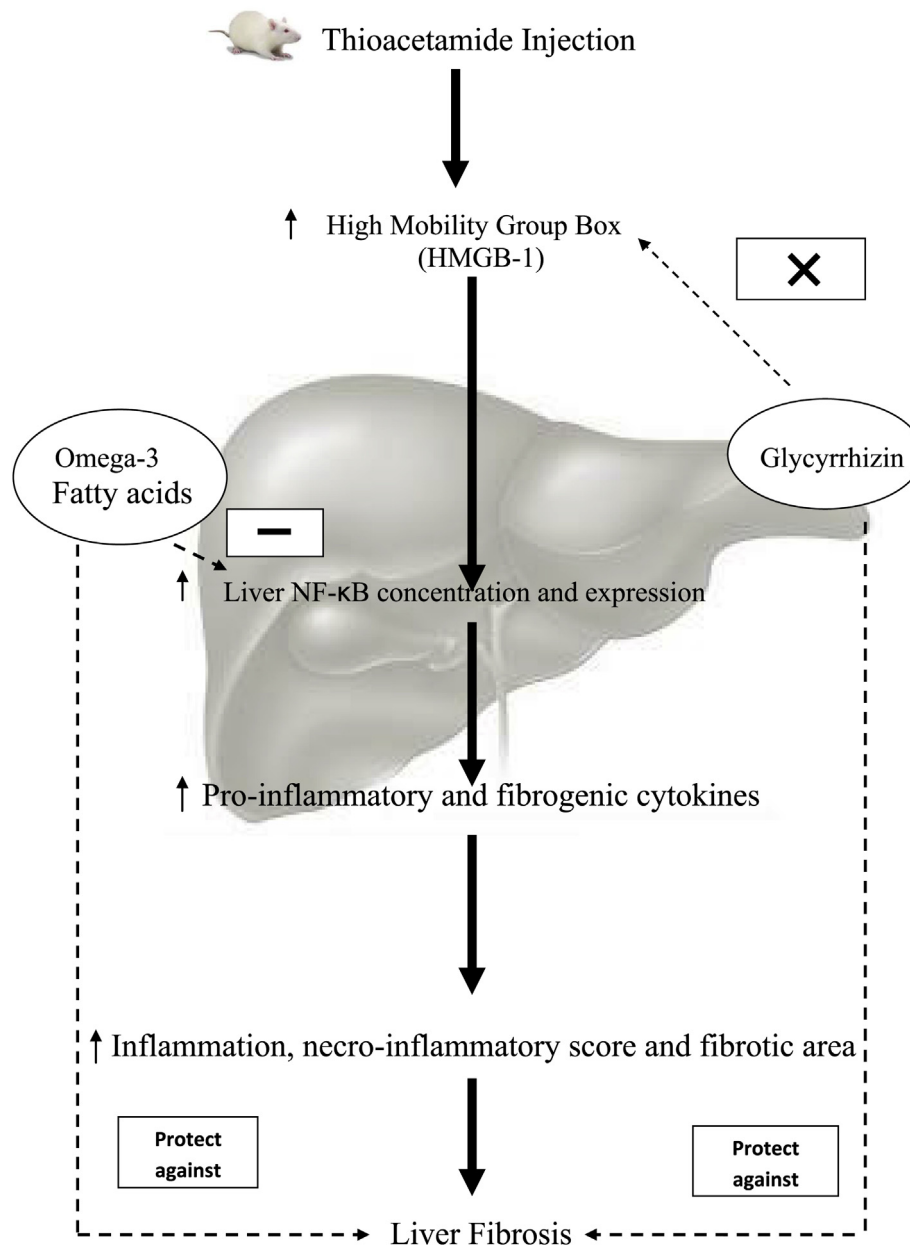 Thioacetamide Injection
↑ High Mobility Group Box
(HMGB-1)
×
Omega-3
Fatty acids
Glycyrrhizin
−
↑ Liver NF-κB concentration and expression
↑ Pro-inflammatory and fibrogenic cytokines
↑ Inflammation, necro-inflammatory score and fibrotic area
Protect
against
Protect
against
Liver Fibrosis